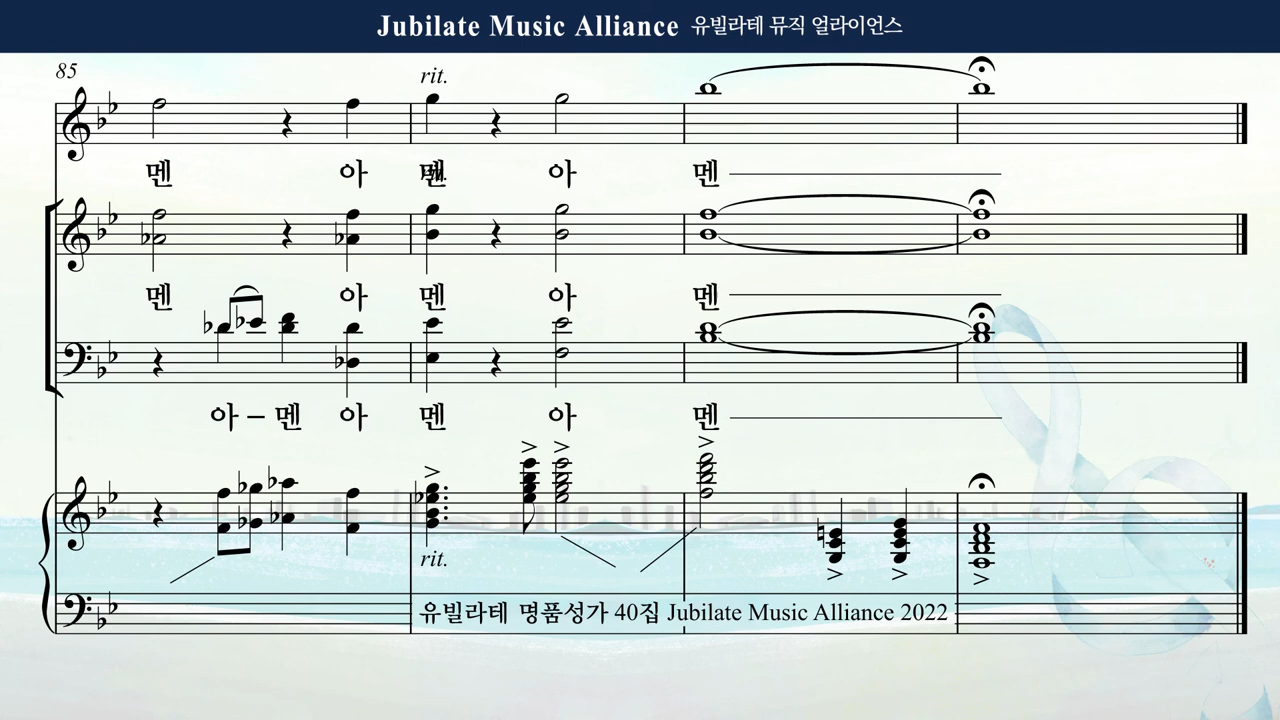 Jubilate Music Alliance 유빌라테 뮤직 얼라이언스
85
rit.
멘 아 멘 아 멘
멘 아 멘 아 멘
아 – 멘 아 멘 아 멘
rit.
유빌라테 명품성가 40집 Jubilate Music Alliance 2022